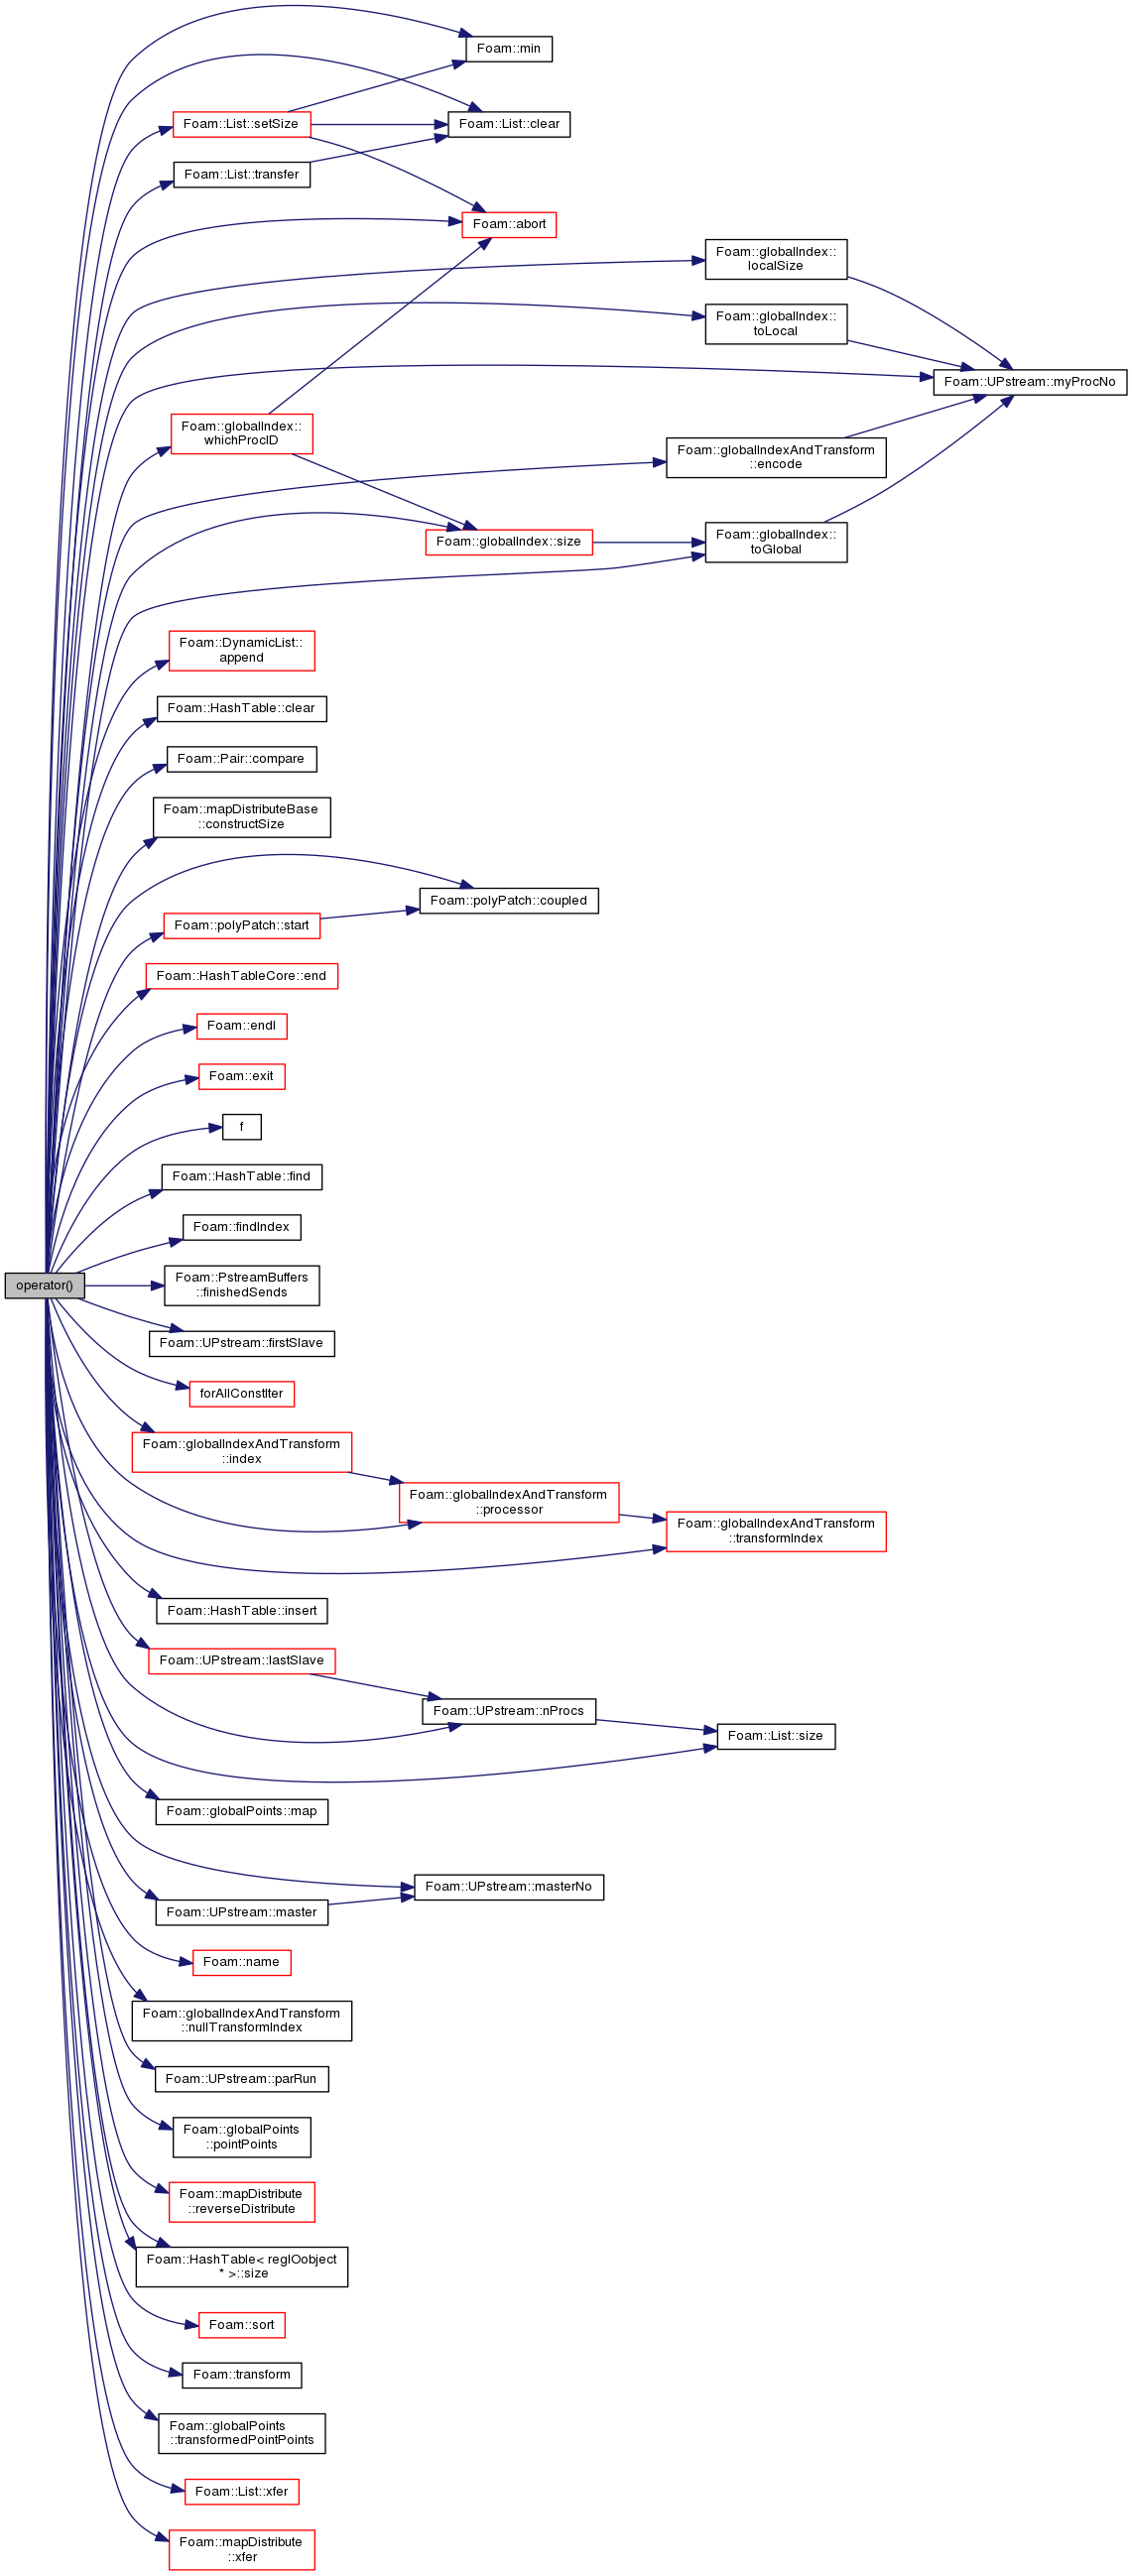 Foam::min
Foam::List::setSize
Foam::List::clear
Foam::List::transfer
Foam::abort
Foam::globalIndex::
localSize
Foam::globalIndex::
toLocal
Foam::UPstream::myProcNo
Foam::globalIndex::
whichProcID
Foam::globalIndexAndTransform
::encode
Foam::globalIndex::size
Foam::globalIndex::
toGlobal
Foam::DynamicList::
append
Foam::HashTable::clear
Foam::Pair::compare
Foam::mapDistributeBase
::constructSize
Foam::polyPatch::coupled
Foam::polyPatch::start
Foam::HashTableCore::end
Foam::endl
Foam::exit
f
Foam::HashTable::find
Foam::findIndex
operator()
Foam::PstreamBuffers
::finishedSends
Foam::UPstream::firstSlave
forAllConstIter
Foam::globalIndexAndTransform
::index
Foam::globalIndexAndTransform
::processor
Foam::globalIndexAndTransform
::transformIndex
Foam::HashTable::insert
Foam::UPstream::lastSlave
Foam::UPstream::nProcs
Foam::List::size
Foam::globalPoints::map
Foam::UPstream::masterNo
Foam::UPstream::master
Foam::name
Foam::globalIndexAndTransform
::nullTransformIndex
Foam::UPstream::parRun
Foam::globalPoints
::pointPoints
Foam::mapDistribute
::reverseDistribute
Foam::HashTable< regIOobject
* >::size
Foam::sort
Foam::transform
Foam::globalPoints
::transformedPointPoints
Foam::List::xfer
Foam::mapDistribute
::xfer